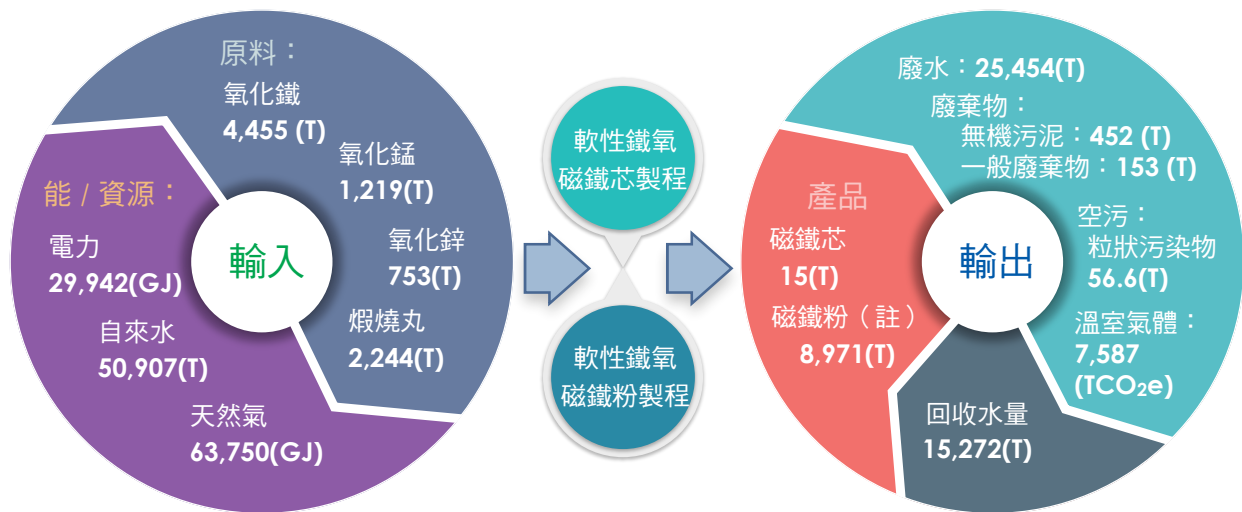 原料：
氧化鐵
4,455 (T)
氧化錳
1,219(T)
氧化鋅
753(T)
煆燒丸
2,244(T)
能 / 資源：
電力
29,942(GJ)
自來水
50,907(T)
天然氣
63,750(GJ)
輸入
軟性鐵氧
磁鐵芯製程
軟性鐵氧
磁鐵粉製程
輸出
廢水：25,454(T)
廢棄物：
無機污泥：452 (T)
一般廢棄物：153 (T)
空污：
粒狀污染物
56.6(T)
溫室氣體：
7,587
(TCO₂e)
產品
磁鐵芯
15(T)
磁鐵粉（註）
8,971(T)
回收水量
15,272(T)